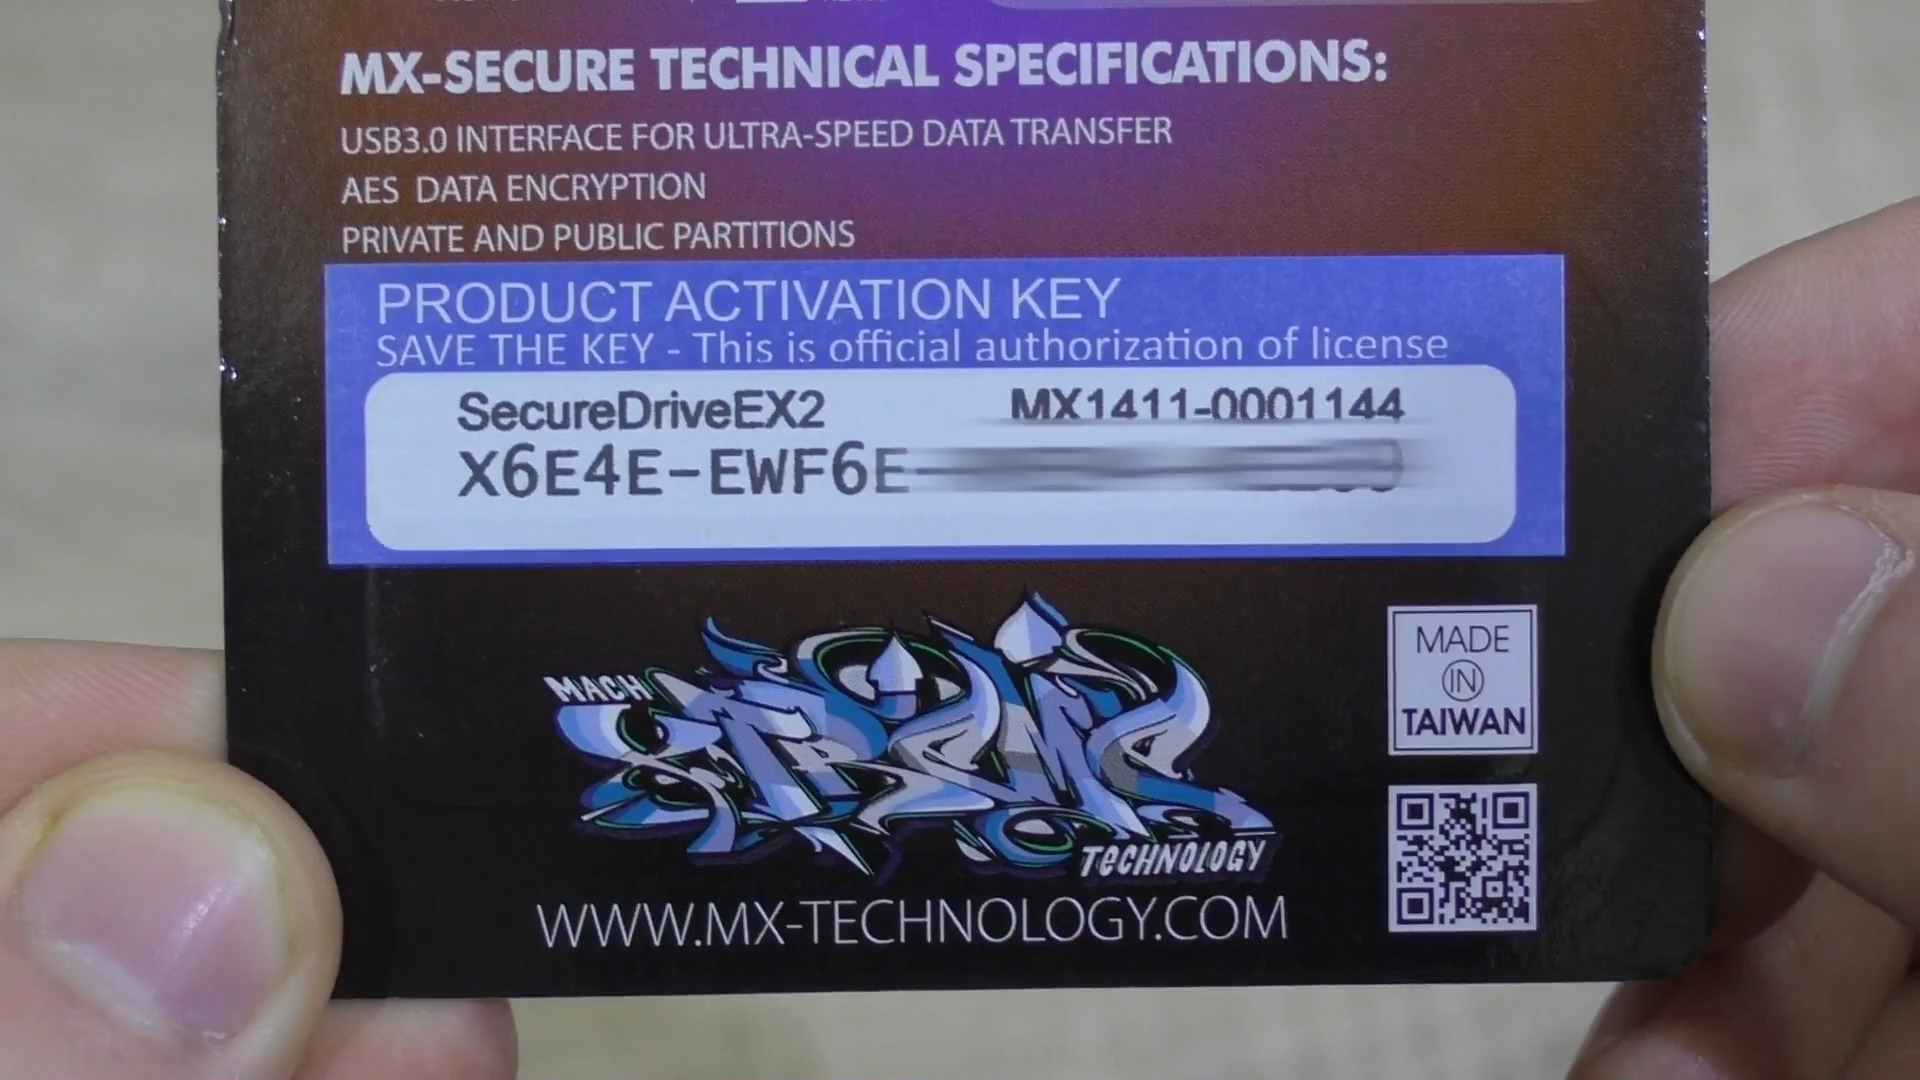 MX-SECURE TECHNICAL SPECIFICATIONS:
USB3.0 INTERFACE FOR ULTRA-SPEED DATA TRANSFER
AES DATA ENCRYPTION
PRIVATE AND PUBLIC PARTITIONS
PRODUCT ACTIVATION KEY
SAVE THE KEY - This is official authorization of license
SecureDriveEX2 MX1411-0001144
X6E4E-EWF6E-
MACH
XTREME
TECHNOLOGY
WWW.MX-TECHNOLOGY.COM
MADE
IN
TAIWAN